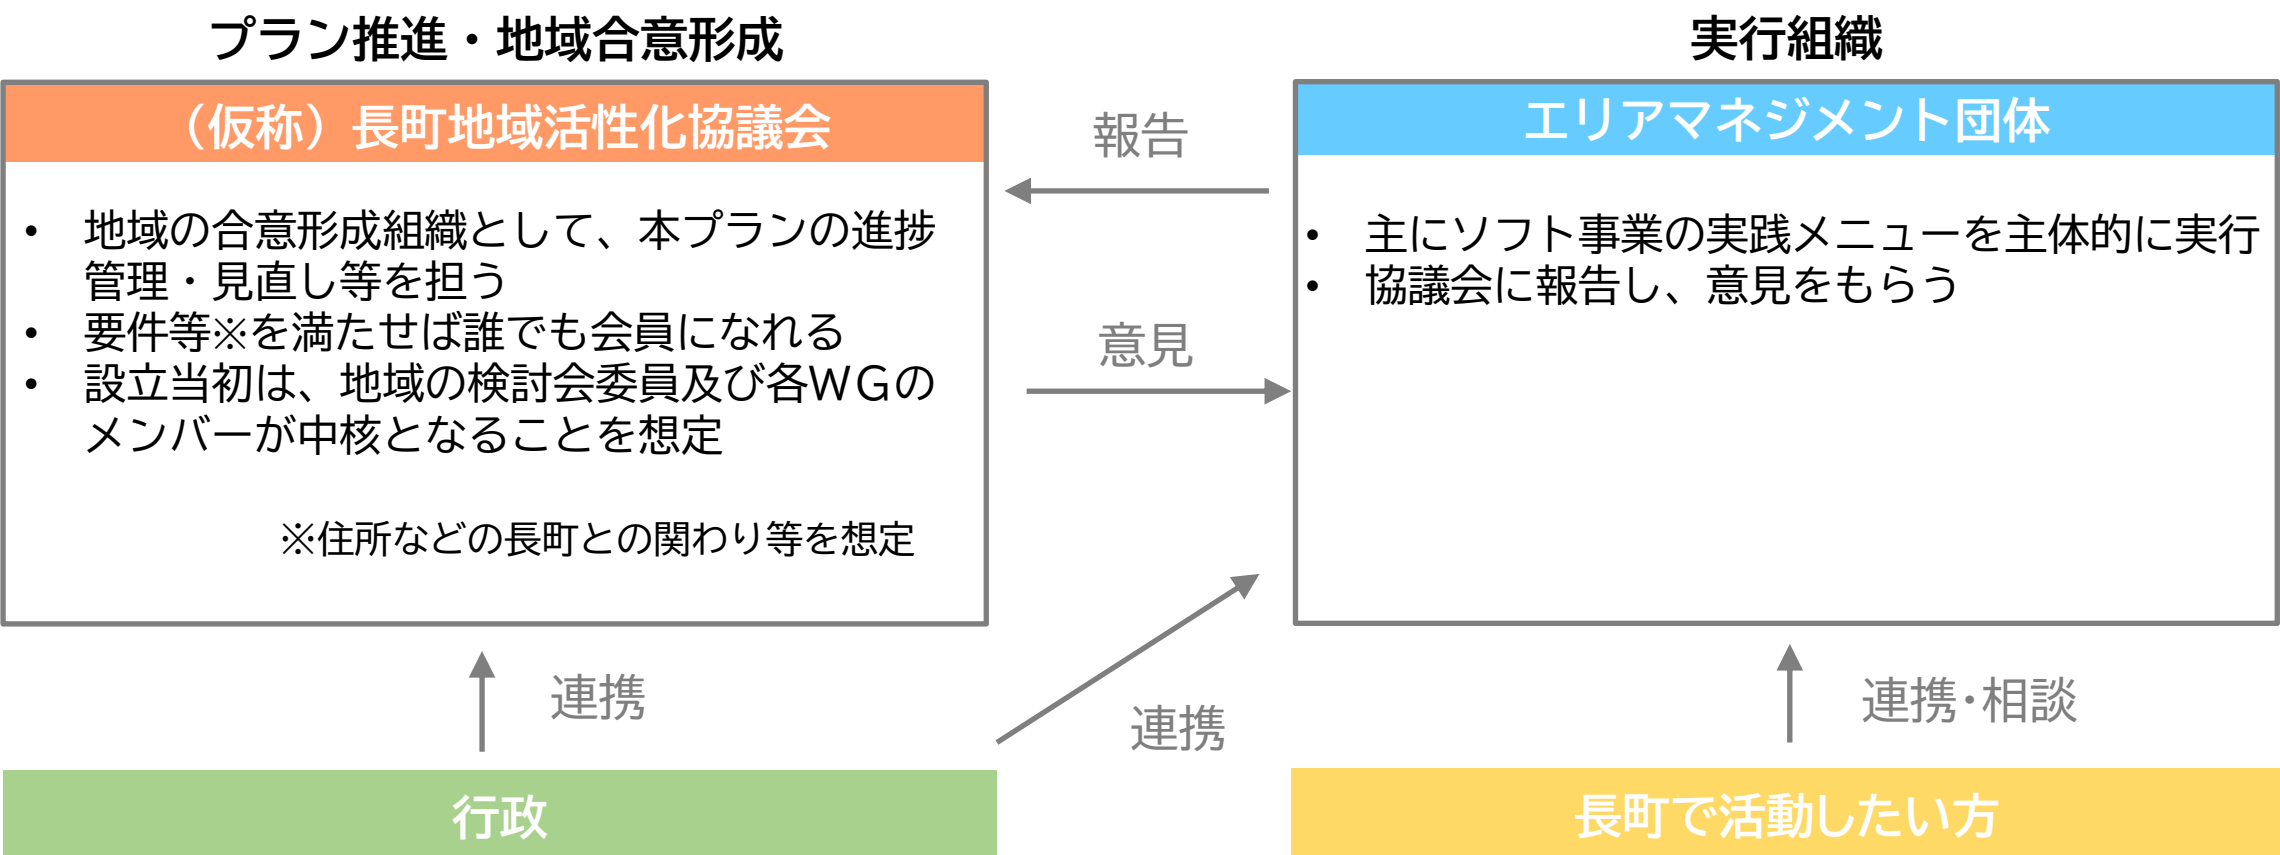 プラン推進・地域合意形成
（仮称）長町地域活性化協議会
• 地域の合意形成組織として、本プランの進捗
管理・見直し等を担う
• 要件等※を満たせば誰でも会員になれる
• 設立当初は、地域の検討会委員及び各ＷＧの
メンバーが中核となることを想定
※住所などの長町との関わり等を想定
報告
意見
実行組織
エリアマネジメント団体
• 主にソフト事業の実践メニューを主体的に実行
• 協議会に報告し、意見をもらう
連携
連携
連携・相談
行政
長町で活動したい方